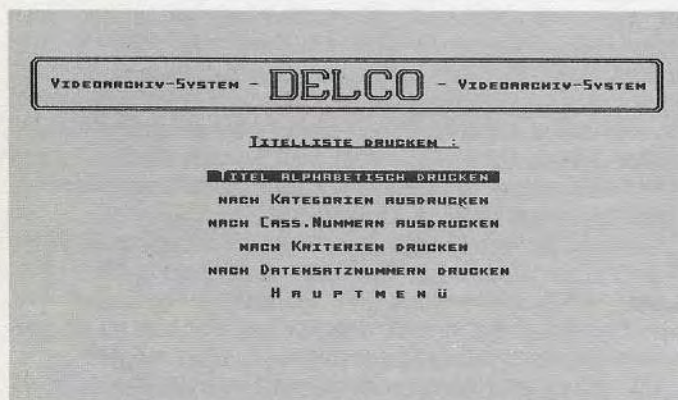 VIDEOARCHIV-SYSTEM - DELCO - VIDEOARCHIV-SYSTEM
TITELLISTE DRUCKEN :
TITEL ALPHABETISCH DRUCKEN
NACH KATEGORIEN AUSDRUCKEN
NACH CASS.NUMMERN AUSDRUCKEN
NACH KRITERIEN DRUCKEN
NACH DATENSATZNUMMERN DRUCKEN
H A U P T M E N Ü